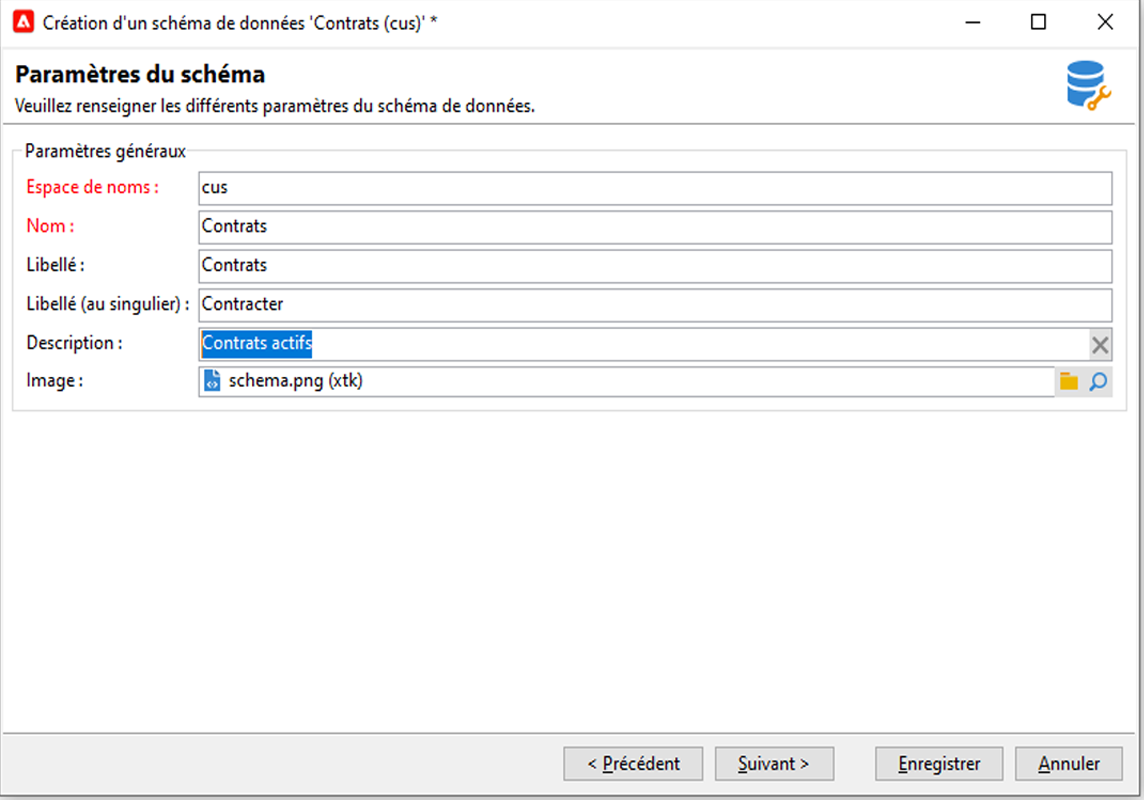 Création d'un schéma de données 'Contrats (cus)' *
Paramètres du schéma
Veuillez renseigner les différents paramètres du schéma de données.
Paramètres généraux
Espace de noms : cus
Nom : Contrats
Libellé : Contrats
Libellé (au singulier) : Contracter
Description : Contrats actifs
Image : schema.png (xtk)
< Précédent Suivant > Enregistrer Annuler